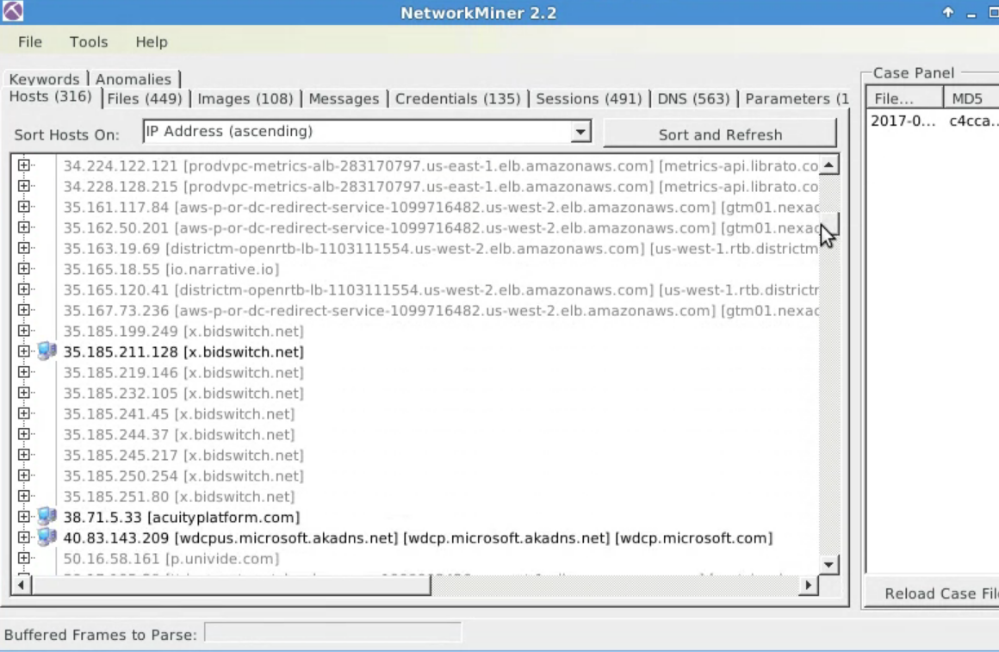 NetworkMiner 2.2
File Tools Help
Keywords Anomalies
Hosts (316) Files (449) Images (108) Messages Credentials (135) Sessions (491) DNS (563) Parameters (1
Sort Hosts On: IP Address (ascending) Sort and Refresh
34.224.122.121 [prodvpc-metrics-alb-283170797.us-east-1.elb.amazonaws.com] [metrics-api.librato.co
34.228.128.215 [prodvpc-metrics-alb-283170797.us-east-1.elb.amazonaws.com] [metrics-api.librato.co
35.161.117.84 [aws-p-or-dc-redirect-service-1099716482.us-west-2.elb.amazonaws.com] [gtm01.nexac
35.162.50.201 [aws-p-or-dc-redirect-service-1099716482.us-west-2.elb.amazonaws.com] [gtm01.nexac
35.163.19.69 [districtm-openrtb-lb-1103111554.us-west-2.elb.amazonaws.com] [us-west-1.rtb.districtm
35.165.18.55 [io.narrative.io]
35.165.120.41 [districtm-openrtb-lb-1103111554.us-west-2.elb.amazonaws.com] [us-west-1.rtb.districtr
35.167.73.236 [aws-p-or-dc-redirect-service-1099716482.us-west-2.elb.amazonaws.com] [gtm01.nexac
35.185.199.249 [x.bidswitch.net]
35.185.211.128 [x.bidswitch.net]
35.185.219.146 [x.bidswitch.net]
35.185.232.105 [x.bidswitch.net]
35.185.241.45 [x.bidswitch.net]
35.185.244.37 [x.bidswitch.net]
35.185.245.217 [x.bidswitch.net]
35.185.250.254 [x.bidswitch.net]
35.185.251.80 [x.bidswitch.net]
38.71.5.33 [acuityplatform.com]
40.83.143.209 [wdcpus.microsoft.akadns.net] [wdcp.microsoft.akadns.net] [wdcp.microsoft.com]
50.16.58.161 [p.univide.com]
Case Panel
File... MD5
2017-0... c4cca..
Reload Case Fil
Buffered Frames to Parse: